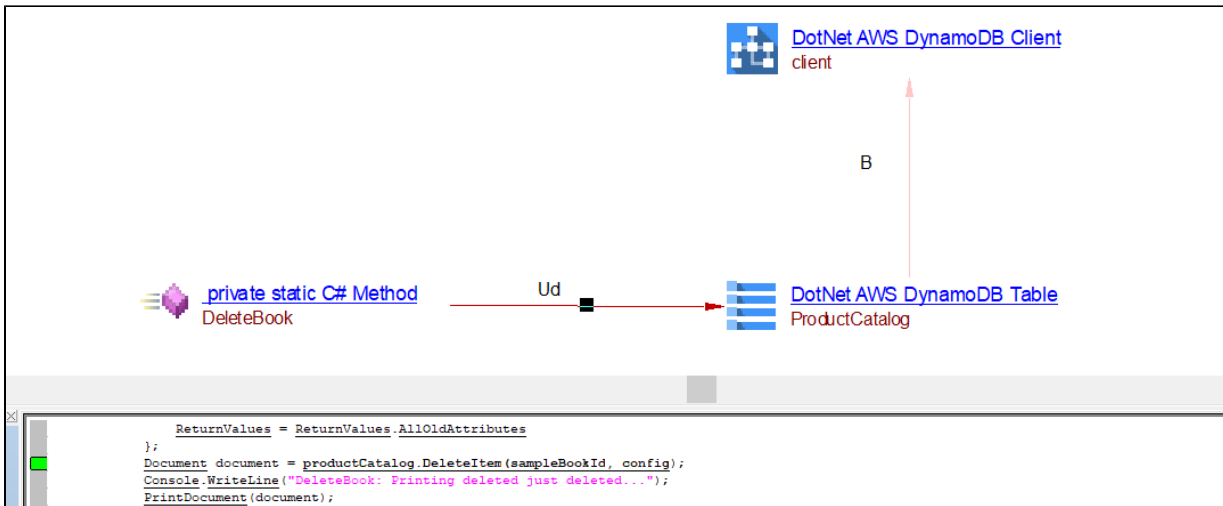 DotNet AWS DynamoDB Client
client
B
private static C# Method
DeleteBook
Ud
DotNet AWS DynamoDB Table
ProductCatalog
ReturnValues = ReturnValues.AllOldAttributes
};
Document document = productCatalog.DeleteItem(sampleBookId, config);
Console.WriteLine("DeleteBook: Printing deleted just deleted...");
PrintDocument(document);